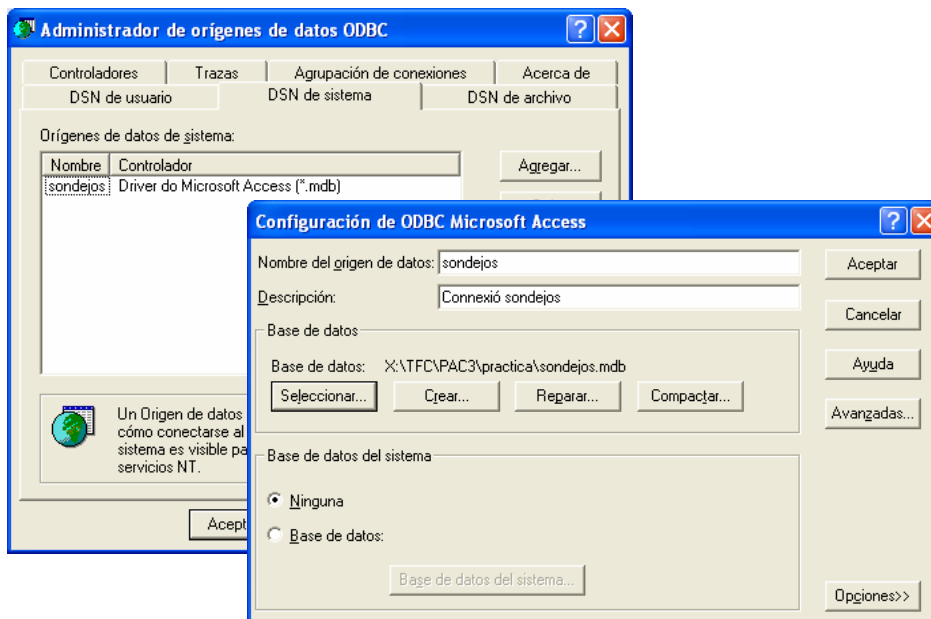 Administrador de orígenes de datos ODBC
Controladores Trazas Agrupación de conexiones Acerca de
DSN de usuario DSN de sistema DSN de archivo
Orígenes de datos de sistema:
Nombre Controlador
sondejos Driver do Microsoft Access (*.mdb)
Agregar...
Un Origen de datos
cómo conectarse al
sistema es visible pa
servicios NT.
Acept
Configuración de ODBC Microsoft Access
Nombre del origen de datos: sondejos
Descripción: Connexió sondejos
Base de datos
Base de datos: X:\TFC\PAC3\practica\sondejos.mdb
Seleccionar... Crear... Reparar... Compactar...
Base de datos del sistema
Ninguna
Base de datos:
Base de datos del sistema...
Aceptar
Cancelar
Ayuda
Avanzadas...
Opciones>>